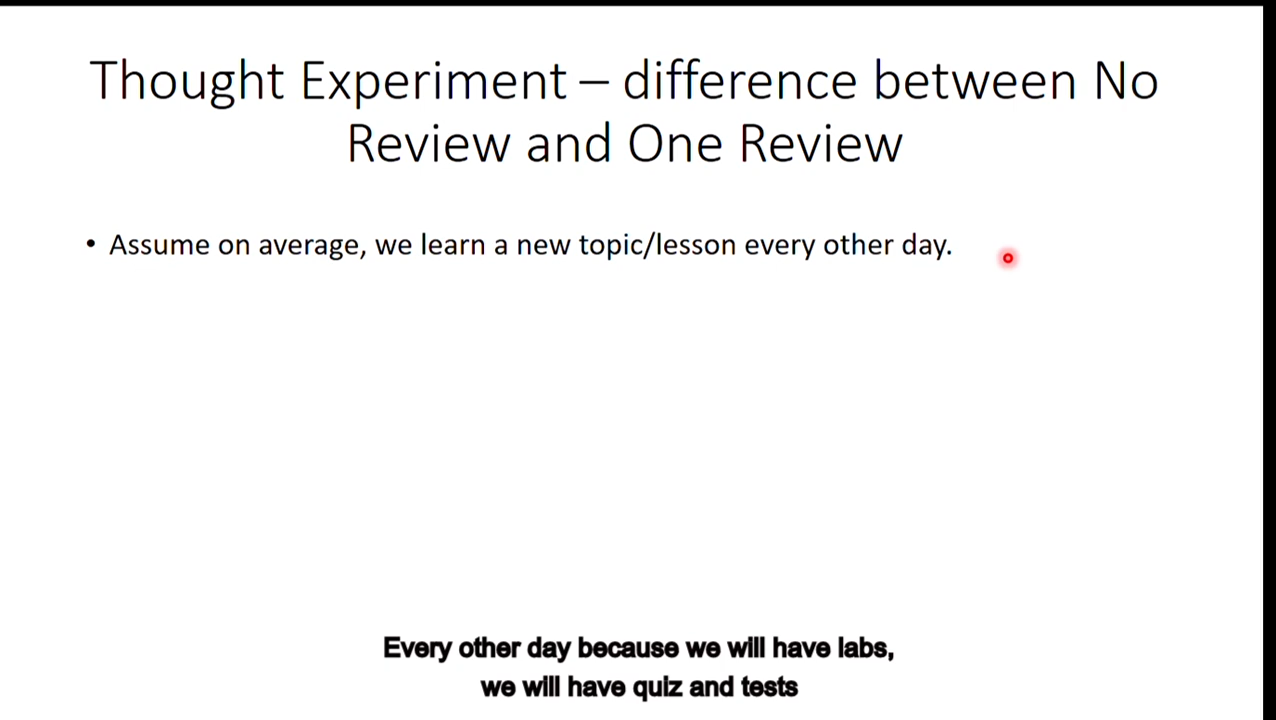 Thought Experiment – difference between No
Review and One Review
• Assume on average, we learn a new topic/lesson every other day.
Every other day because we will have labs,
we will have quiz and tests